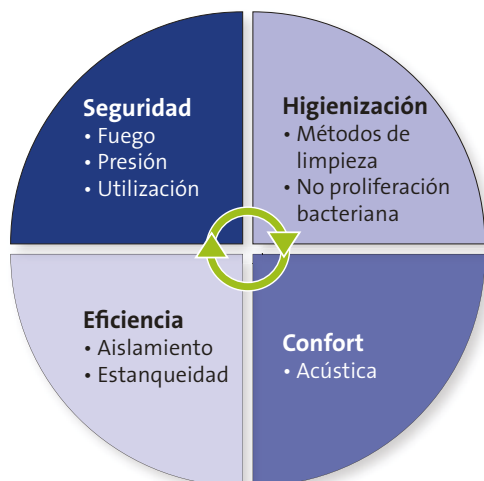 Seguridad
• Fuego
• Presión
• Utilización
Higienización
• Métodos de
limpieza
• No proliferación
bacteriana
Eficiencia
• Aislamiento
• Estanqueidad
Confort
• Acústica